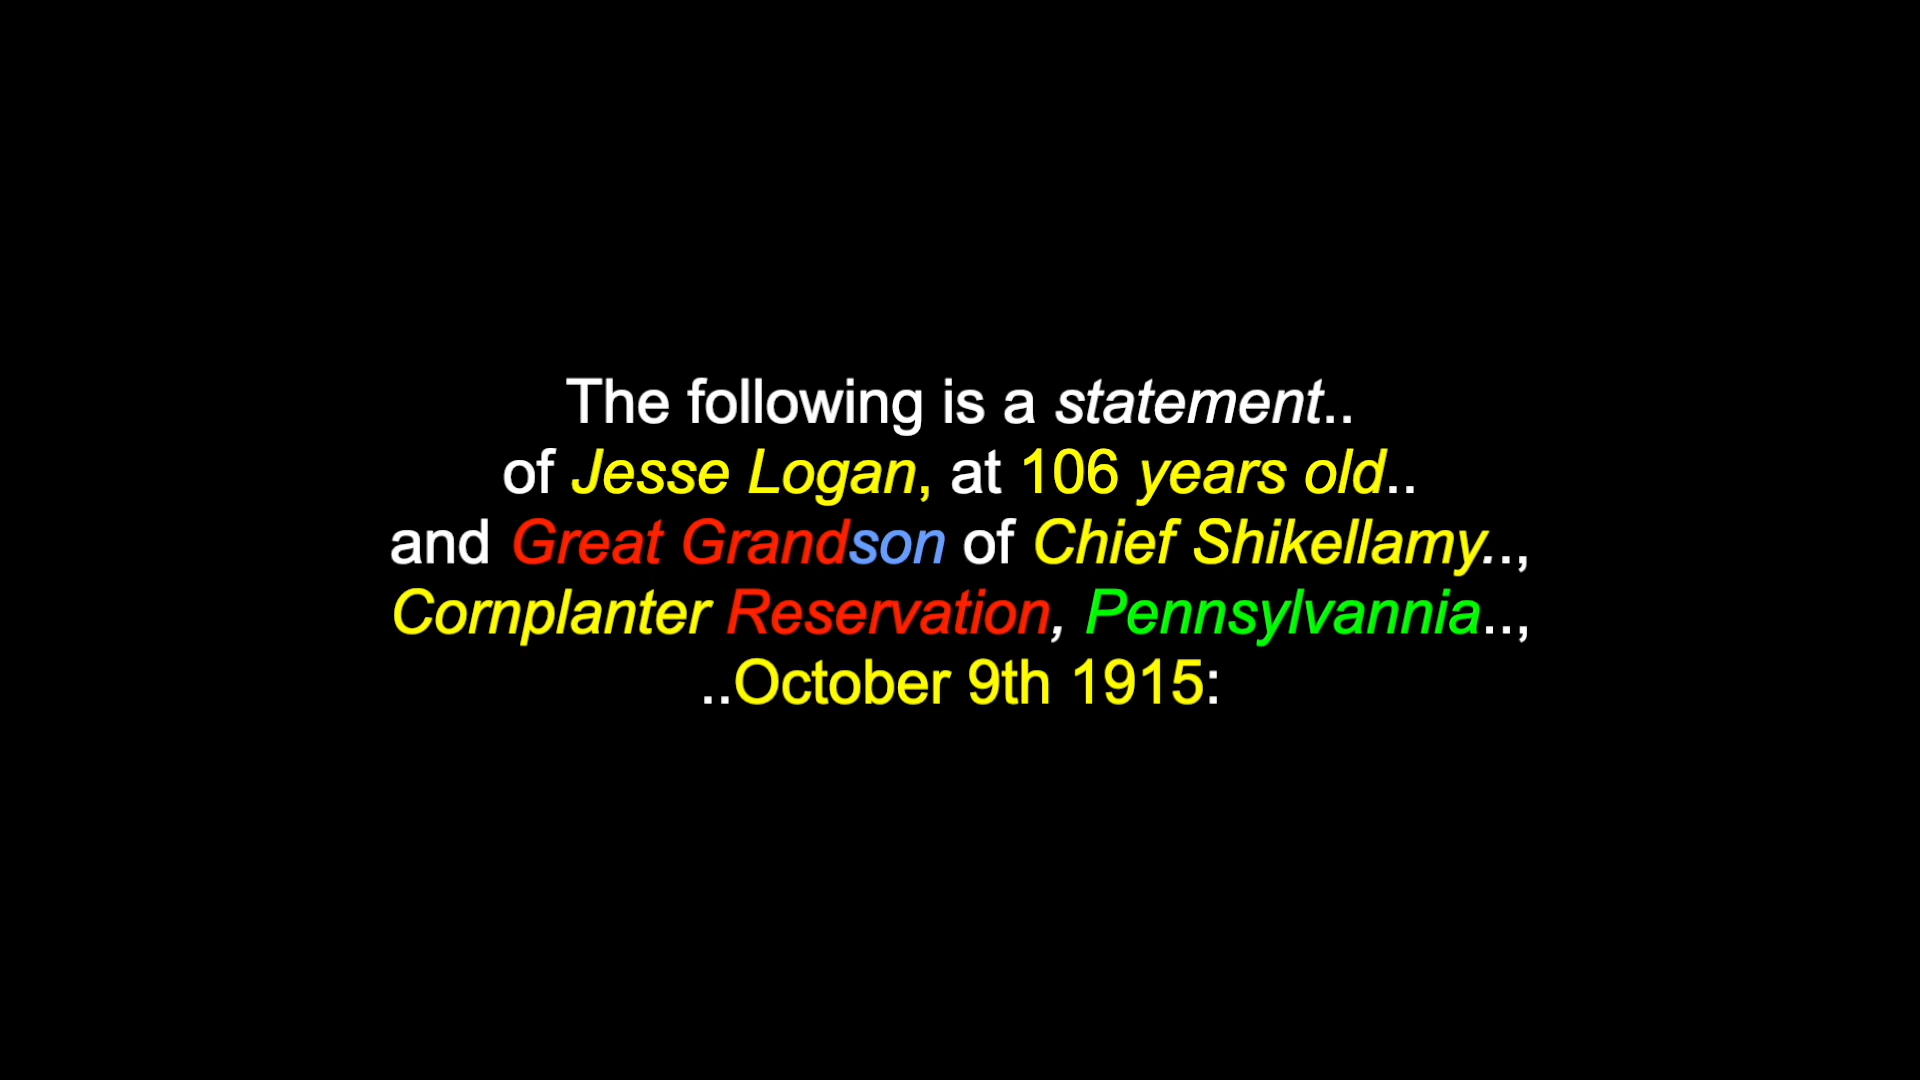 The following is a statement..
of Jesse Logan, at 106 years old..
and Great Grandson of Chief Shikellamy..,
Cornplanter Reservation, Pennsylvannia..,
..October 9th 1915: